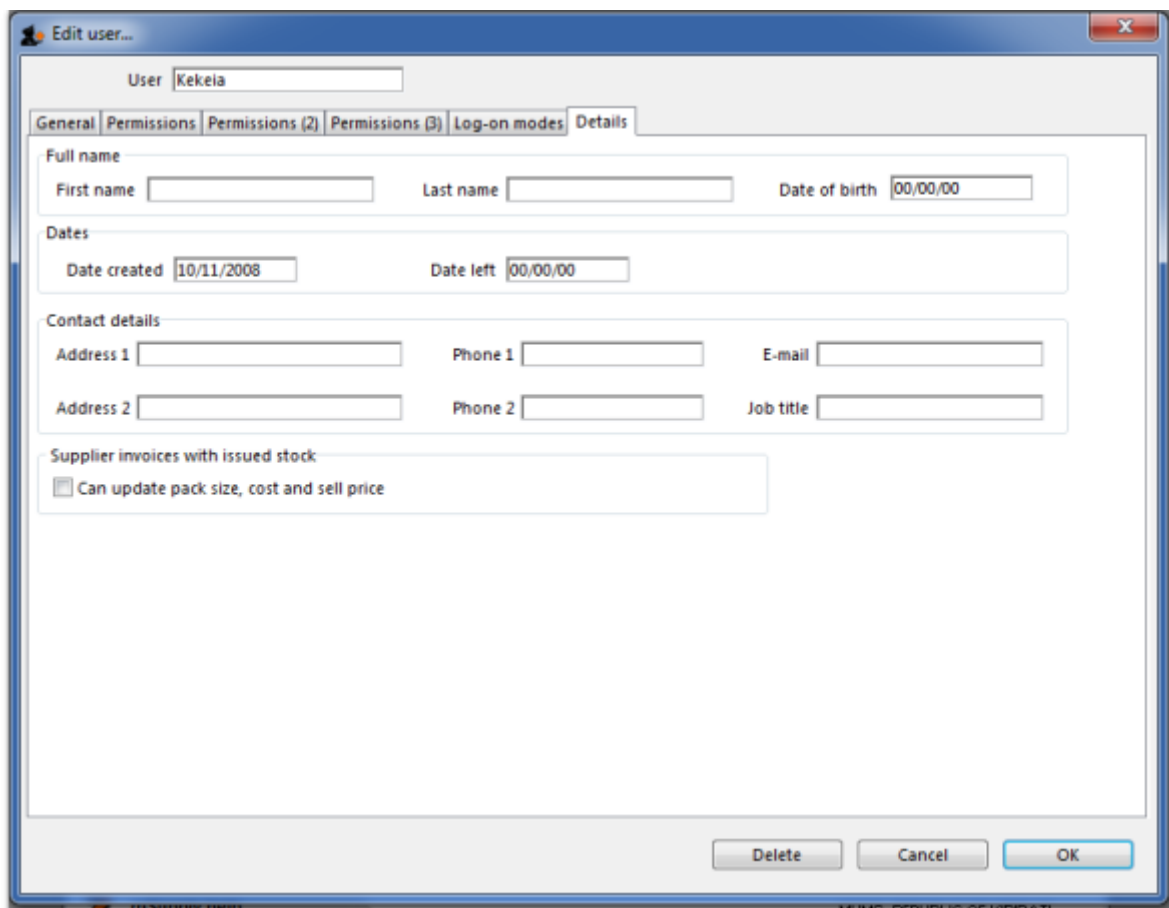 Edit user...
User Kekeia
General Permissions Permissions (2) Permissions (3) Log-on modes Details
Full name
First name Last name Date of birth 00/00/00
Dates
Date created 10/11/2008 Date left 00/00/00
Contact details
Address 1 Phone 1 E-mail
Address 2 Phone 2 Job title
Supplier invoices with issued stock
Can update pack size, cost and sell price
Delete Cancel OK